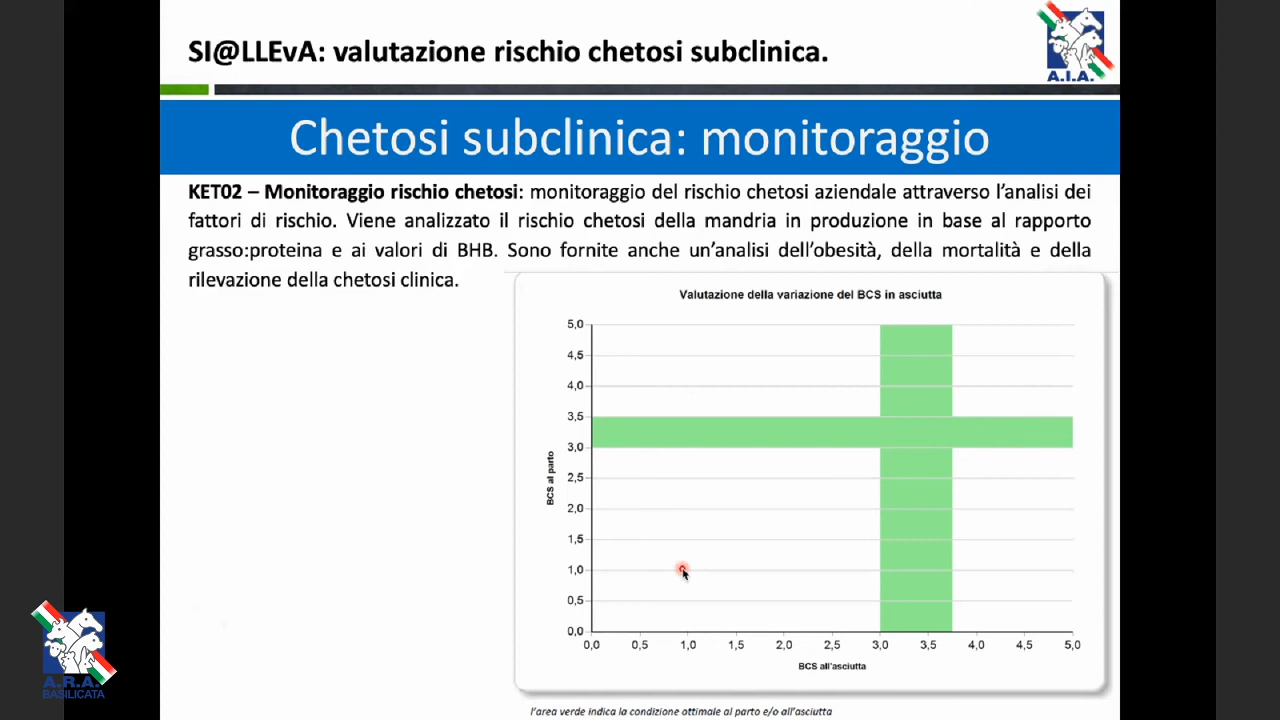 SI@LLEvA: valutazione rischio chetosi subclinica.
A.I.A.
Chetosi subclinica: monitoraggio
KET02 – Monitoraggio rischio chetosi: monitoraggio del rischio chetosi aziendale attraverso l'analisi dei
fattori di rischio. Viene analizzato il rischio chetosi della mandria in produzione in base al rapporto
grasso:proteina e ai valori di BHB. Sono fornite anche un'analisi dell'obesità, della mortalità e della
rilevazione della chetosi clinica.
Valutazione della variazione del BCS in asciutta
5,0
4,5
4,0
3,5
3,0
2,5
2,0
1,5
1,0
0,5
0,0
BCS al parto
0,0 0,5 1,0 1,5 2,0 2,5 3,0 3,5 4,0 4,5 5,0
BCS all'asciutta
l'area verde indica la condizione ottimale al parto e/o all'asciutta
A.R.A.
BASILICATA